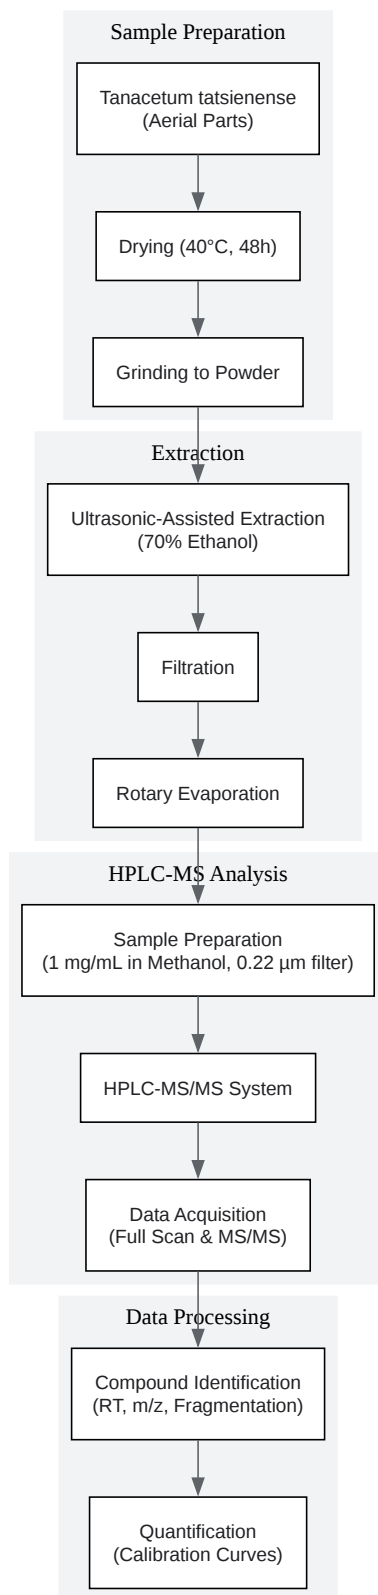 Sample Preparation
Tanacetum tatsienense
(Aerial Parts)
Drying (40°C, 48h)
Grinding to Powder
Extraction
Ultrasonic-Assisted Extraction
(70% Ethanol)
Filtration
Rotary Evaporation
HPLC-MS Analysis
Sample Preparation
(1 mg/mL in Methanol, 0.22 µm filter)
HPLC-MS/MS System
Data Acquisition
(Full Scan & MS/MS)
Data Processing
Compound Identification
(RT, m/z, Fragmentation)
Quantification
(Calibration Curves)